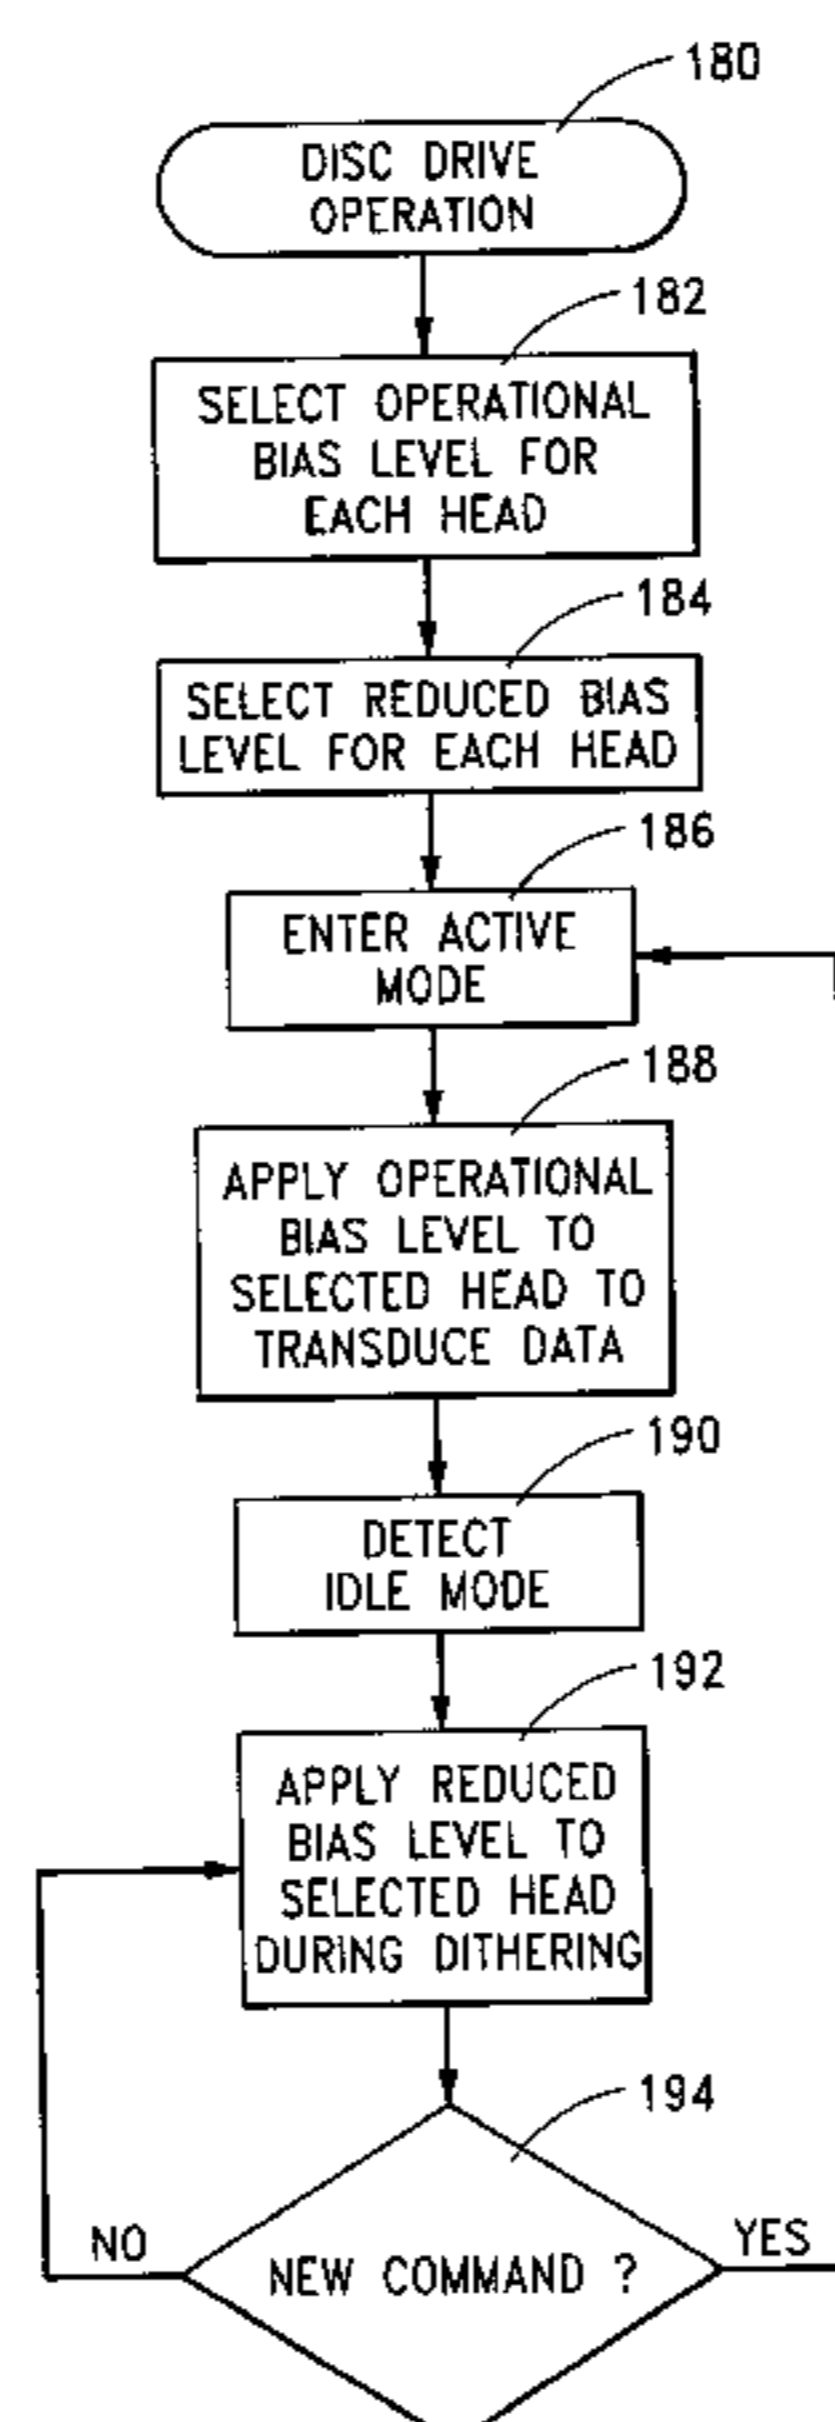 180
DISC DRIVE
OPERATION
182
SELECT OPERATIONAL
BIAS LEVEL FOR
EACH HEAD
184
SELECT REDUCED BIAS
LEVEL FOR EACH HEAD
186
ENTER ACTIVE
MODE
188
APPLY OPERATIONAL
BIAS LEVEL TO
SELECTED HEAD TO
TRANSDUCE DATA
190
DETECT
IDLE MODE
192
APPLY REDUCED
BIAS LEVEL TO
SELECTED HEAD
DURING DITHERING
194
NO
YES
NEW COMMAND ?